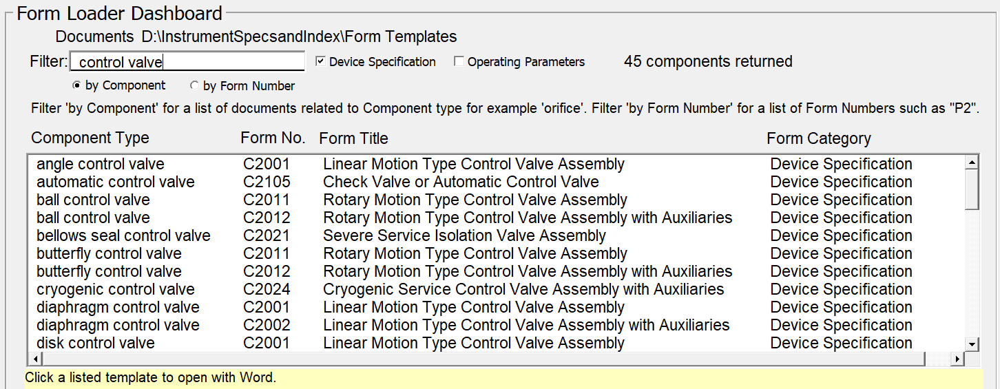 Form Loader Dashboard
Documents D:\InstrumentSpecsandIndex\Form Templates
Filter: control valve Device Specification Operating Parameters 45 components returned
by Component by Form Number
Filter 'by Component' for a list of documents related to Component type for example 'orifice'. Filter 'by Form Number' for a list of Form Numbers such as "P2".
Component Type Form No. Form Title Form Category
angle control valve C2001 Linear Motion Type Control Valve Assembly Device Specification
automatic control valve C2105 Check Valve or Automatic Control Valve Device Specification
ball control valve C2011 Rotary Motion Type Control Valve Assembly Device Specification
ball control valve C2012 Rotary Motion Type Control Valve Assembly with Auxiliaries Device Specification
bellows seal control valve C2021 Severe Service Isolation Valve Assembly Device Specification
butterfly control valve C2011 Rotary Motion Type Control Valve Assembly Device Specification
butterfly control valve C2012 Rotary Motion Type Control Valve Assembly with Auxiliaries Device Specification
cryogenic control valve C2024 Cryogenic Service Control Valve Assembly with Auxiliaries Device Specification
diaphragm control valve C2001 Linear Motion Type Control Valve Assembly Device Specification
diaphragm control valve C2002 Linear Motion Type Control Valve Assembly with Auxiliaries Device Specification
disk control valve C2001 Linear Motion Type Control Valve Assembly Device Specification
Click a listed template to open with Word.